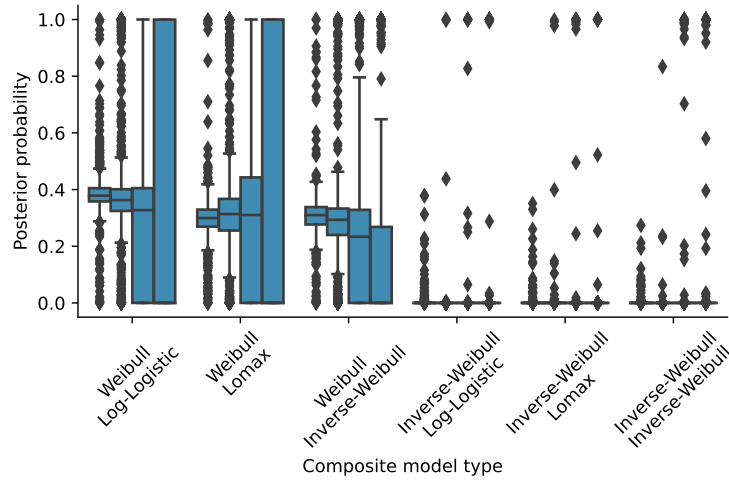 Posterior probability
1.0
0.8
0.6
0.4
0.2
0.0
Weibull
Log-Logistic
Weibull
Lomax
Weibull
Inverse-Weibull
Inverse-Weibull
Log-Logistic
Inverse-Weibull
Lomax
Inverse-Weibull
Inverse-Weibull
Composite model type